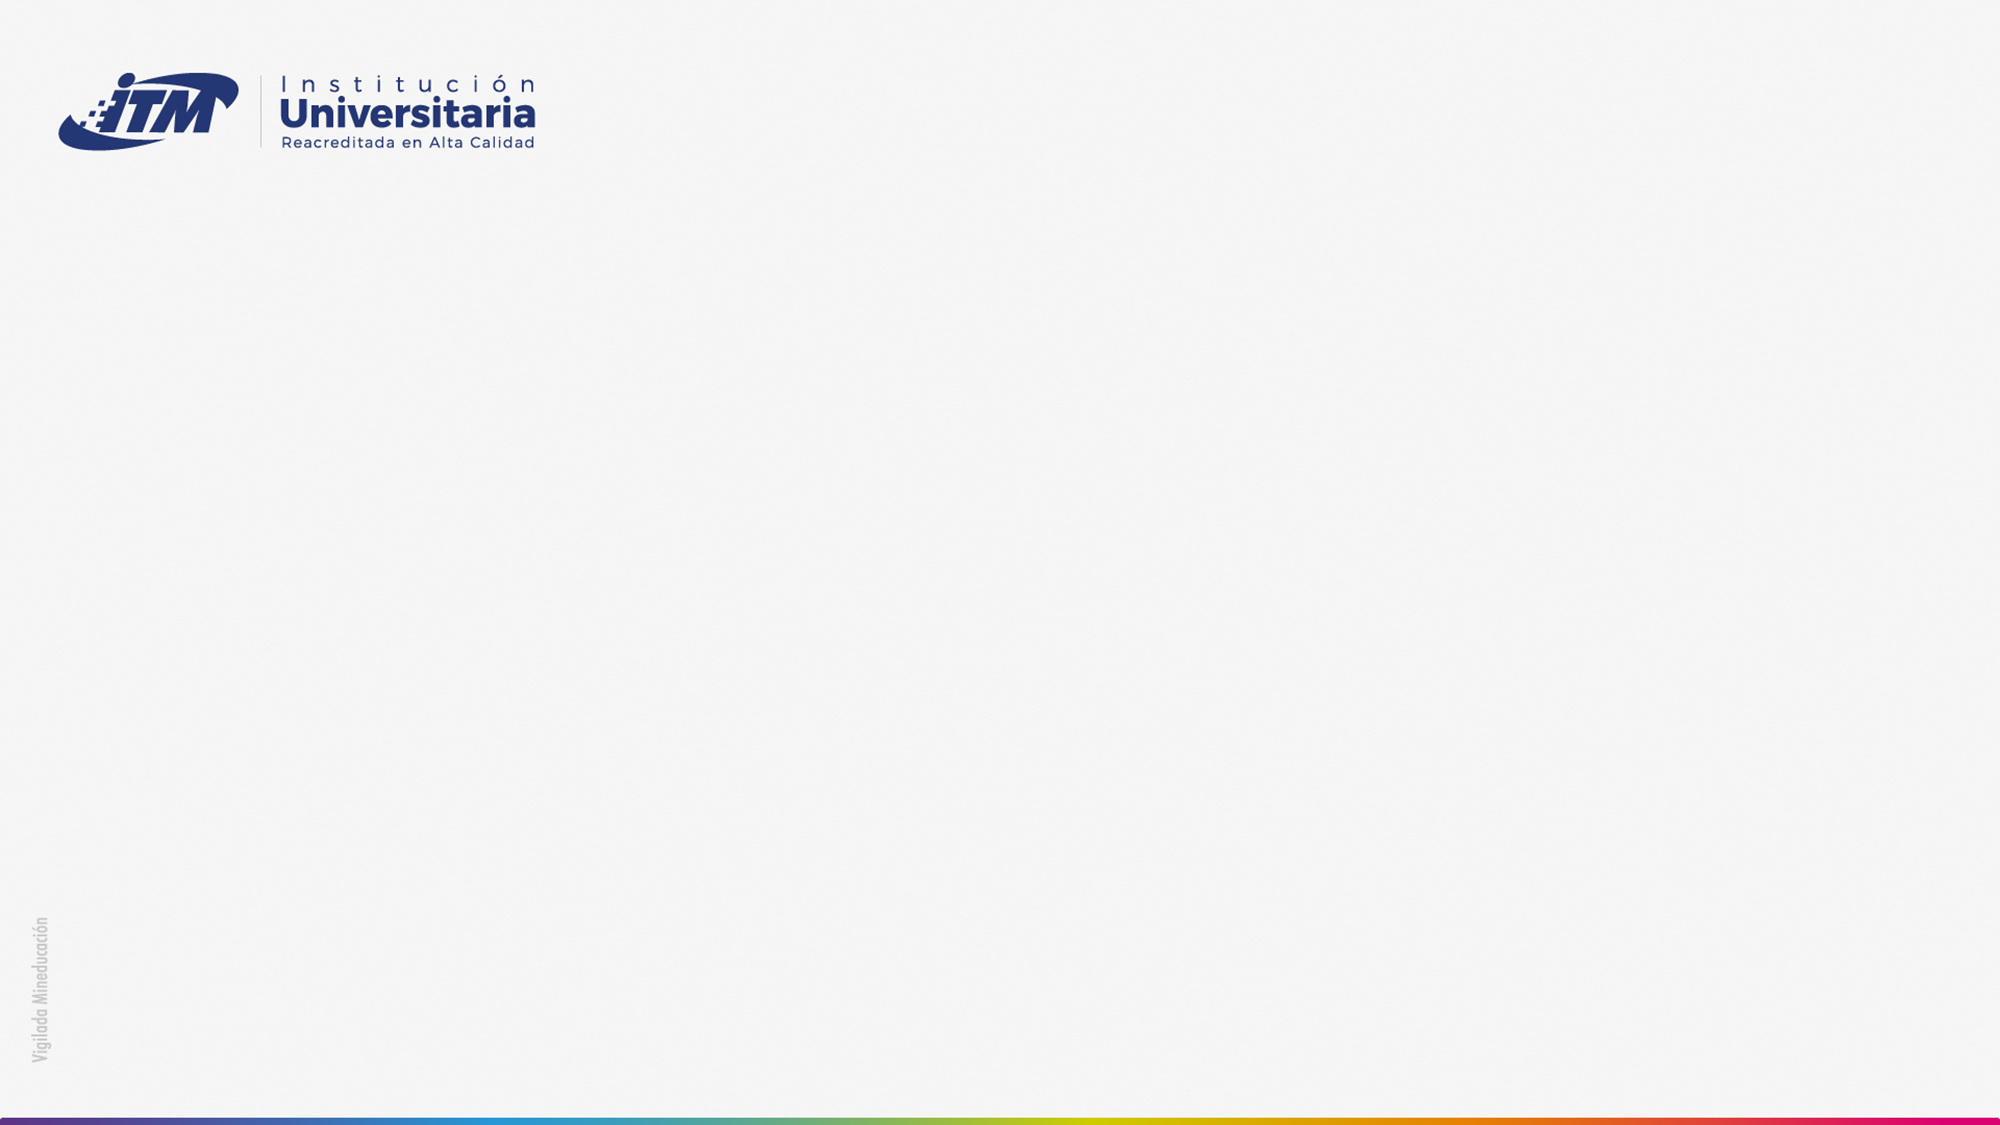 iTM
Institución
Universitaria
Reacreditada en Alta Calidad
Vigilada Mineducación